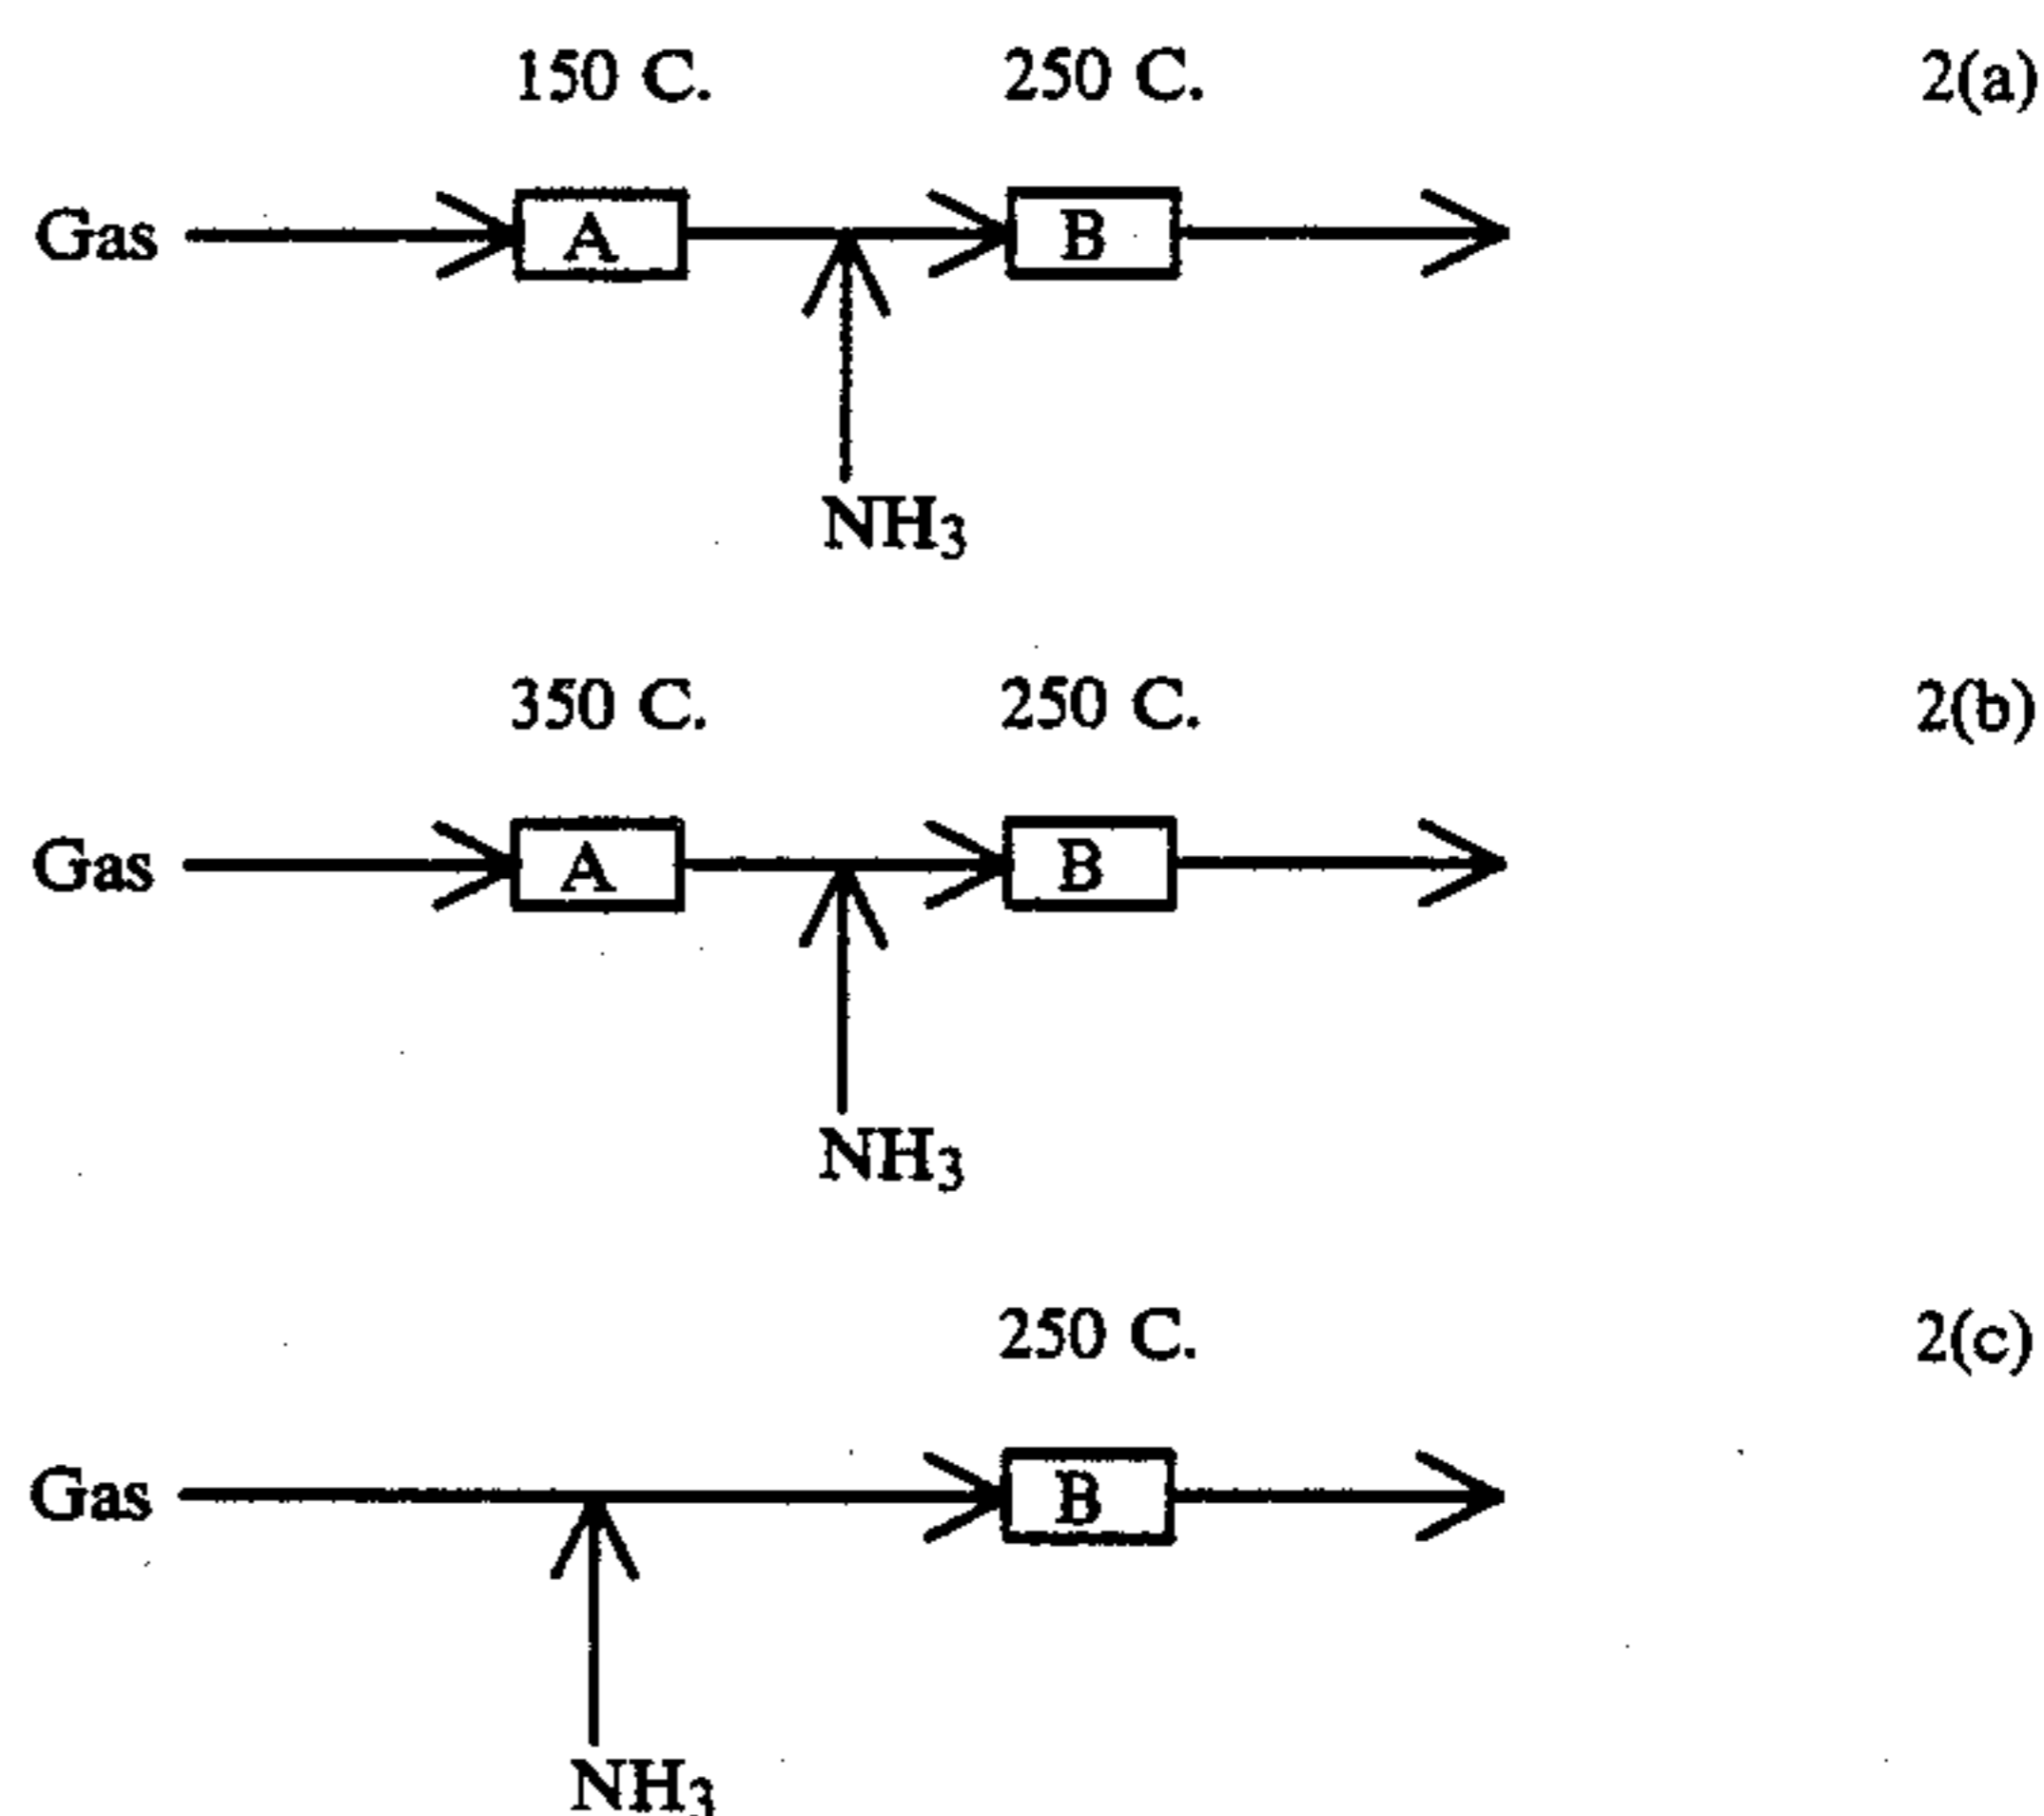 150 C. 250 C. 2(a)
Gas A B
NH3
350 C. 250 C. 2(b)
Gas A B
NH3
250 C. 2(c)
Gas B
NH3